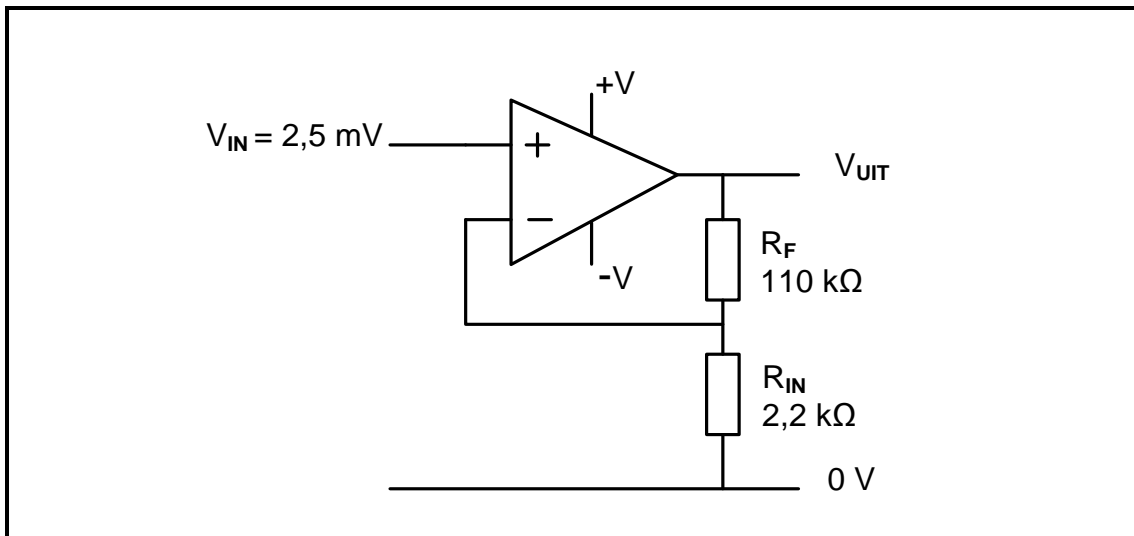 +V
V_IN = 2,5 mV
+
V_UIT
−
R_F
110 kΩ
-V
R_IN
2,2 kΩ
0 V